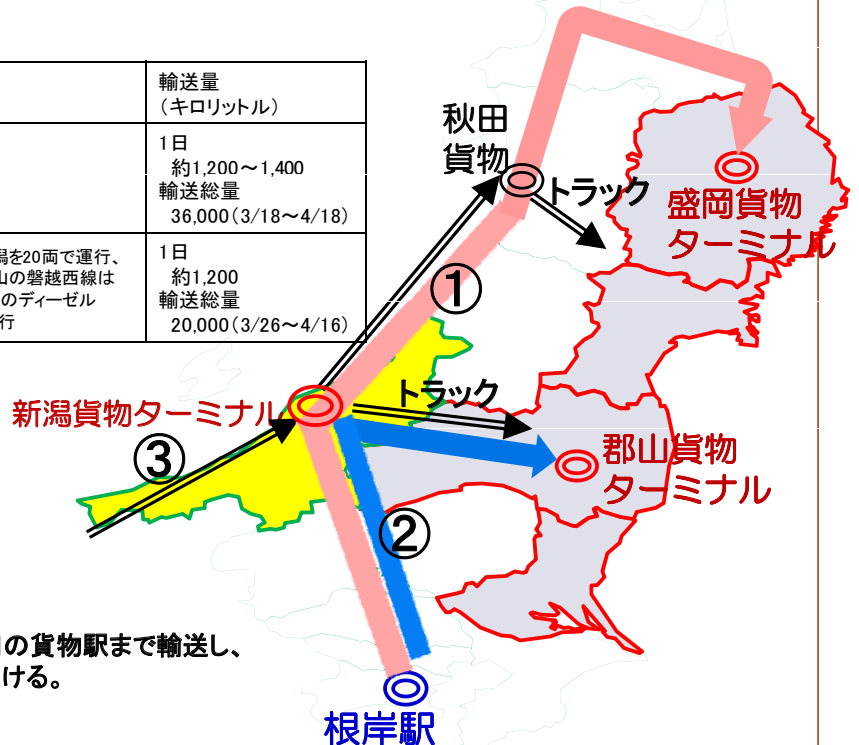 輸送量
(キロリットル)
1日
約1,200~1,400
輸送総量
36,000(3/18~4/18)
潟を20両で運行、
山の磐越西線は
のディーゼル
行
1日
約1,200
輸送総量
20,000(3/26~4/16)
秋田
貨物
トラック
盛岡貨物
ターミナル
①
トラック
新潟貨物ターミナル
③
郡山貨物
ターミナル
②
の貨物駅まで輸送し、
ける。
根岸駅